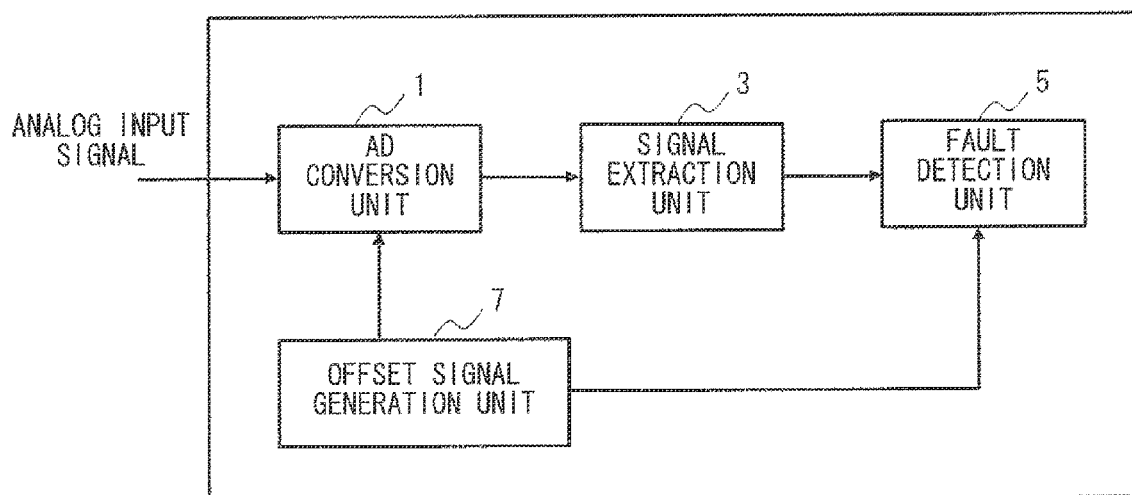 ANALOG INPUT
SIGNAL
1
AD
CONVERSION
UNIT
3
SIGNAL
EXTRACTION
UNIT
5
FAULT
DETECTION
UNIT
7
OFFSET SIGNAL
GENERATION UNIT